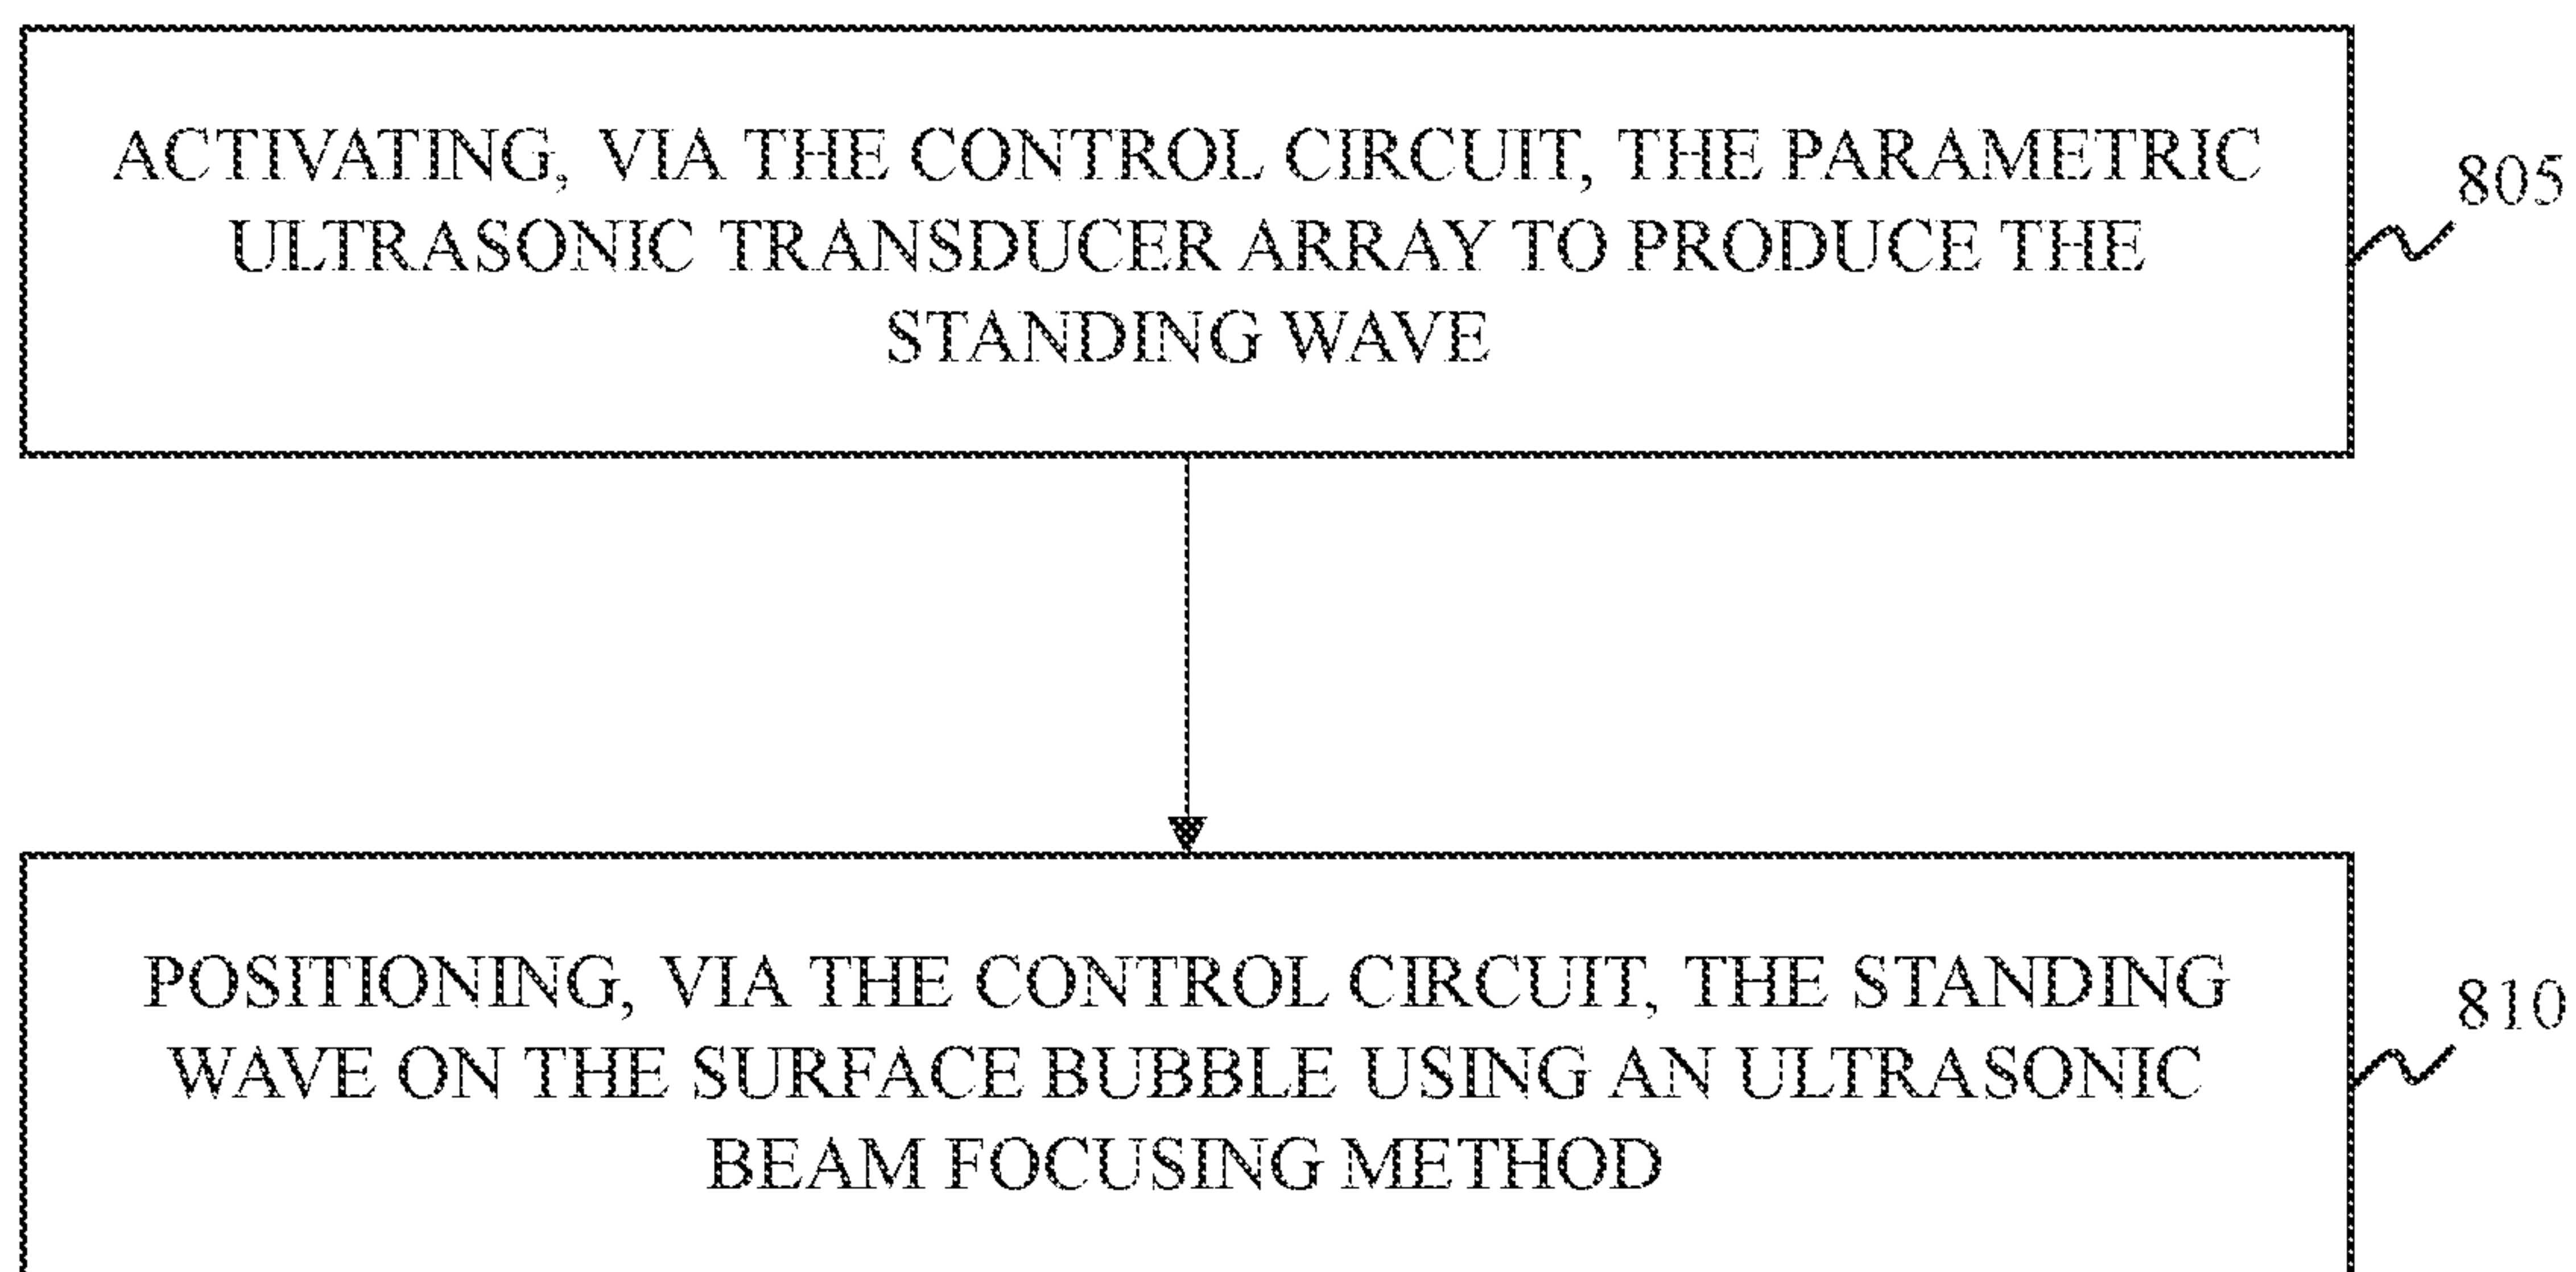 ACTIVATING, VIA THE CONTROL CIRCUIT, THE PARAMETRIC
ULTRASONIC TRANSDUCER ARRAY TO PRODUCE THE
STANDING WAVE
805
POSITIONING, VIA THE CONTROL CIRCUIT, THE STANDING
WAVE ON THE SURFACE BUBBLE USING AN ULTRASONIC
BEAM FOCUSING METHOD
810